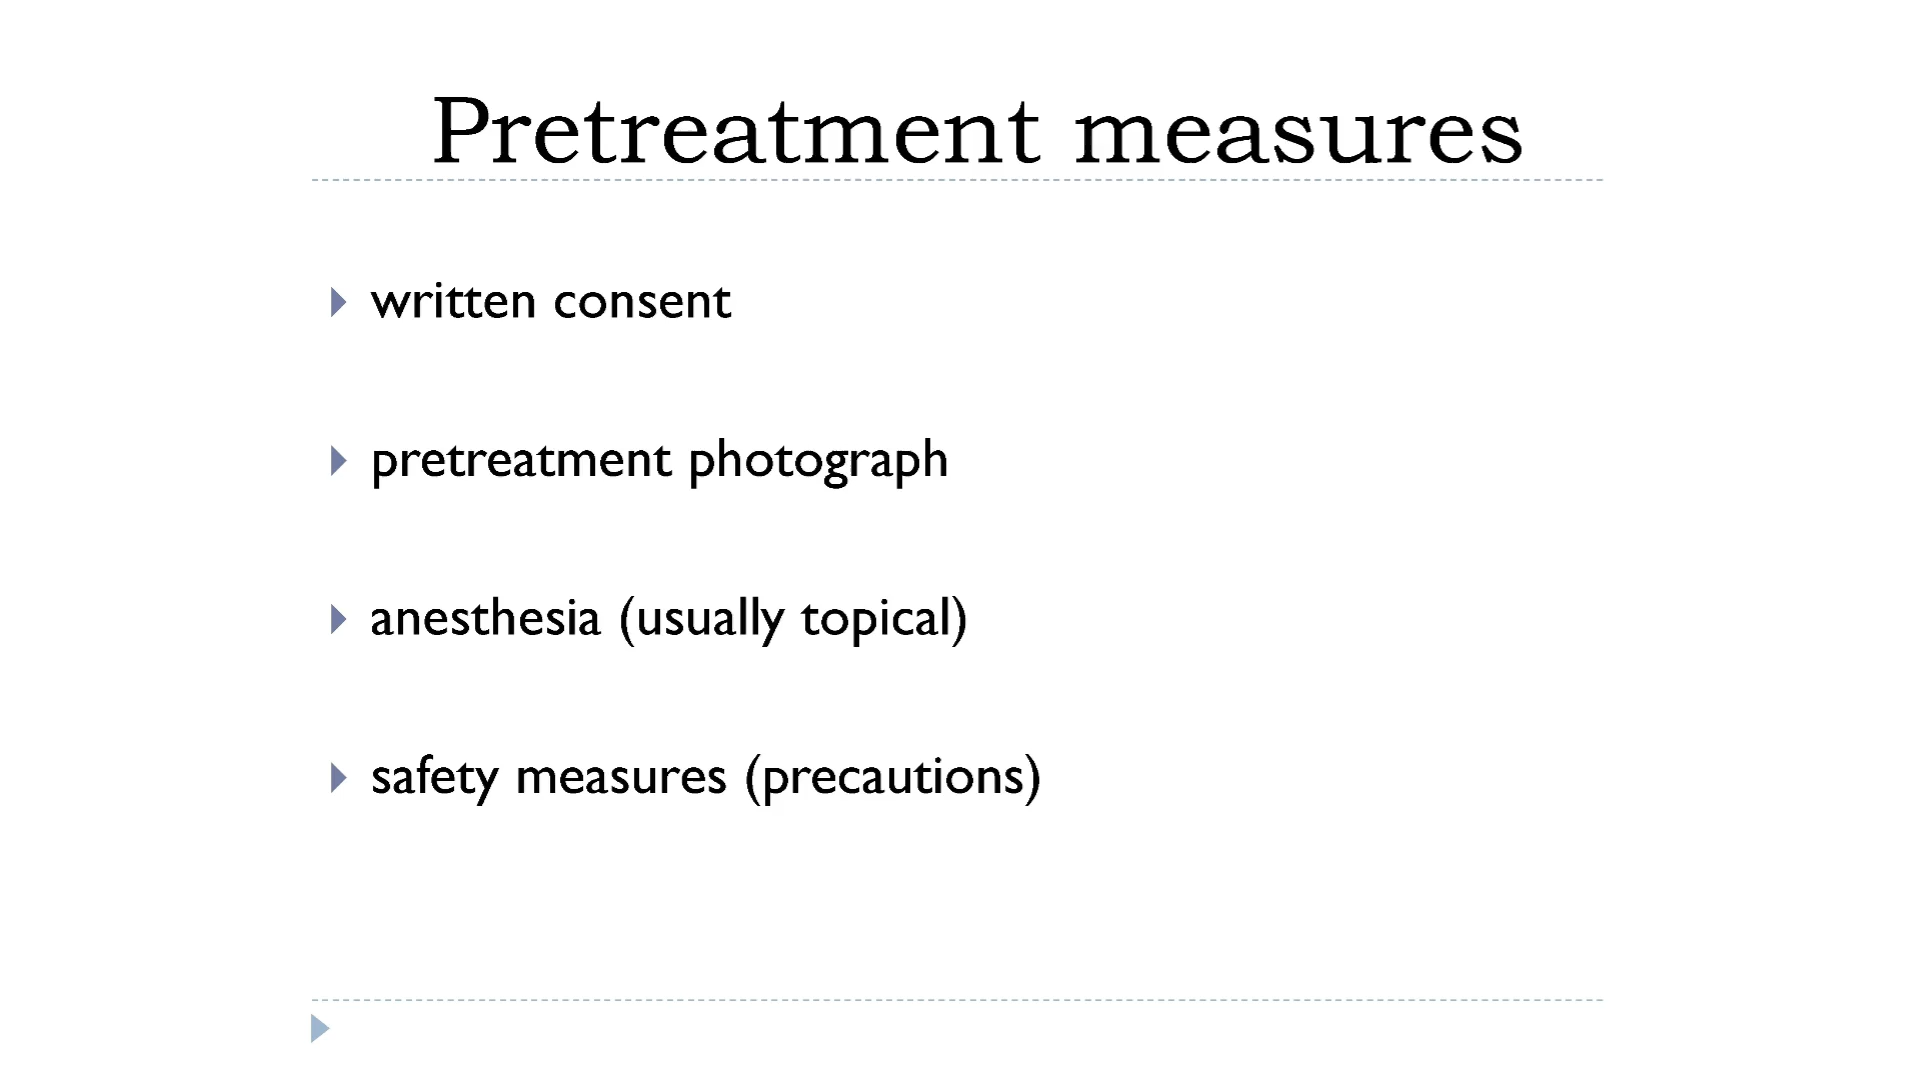 Pretreatment measures
written consent
pretreatment photograph
anesthesia (usually topical)
safety measures (precautions)